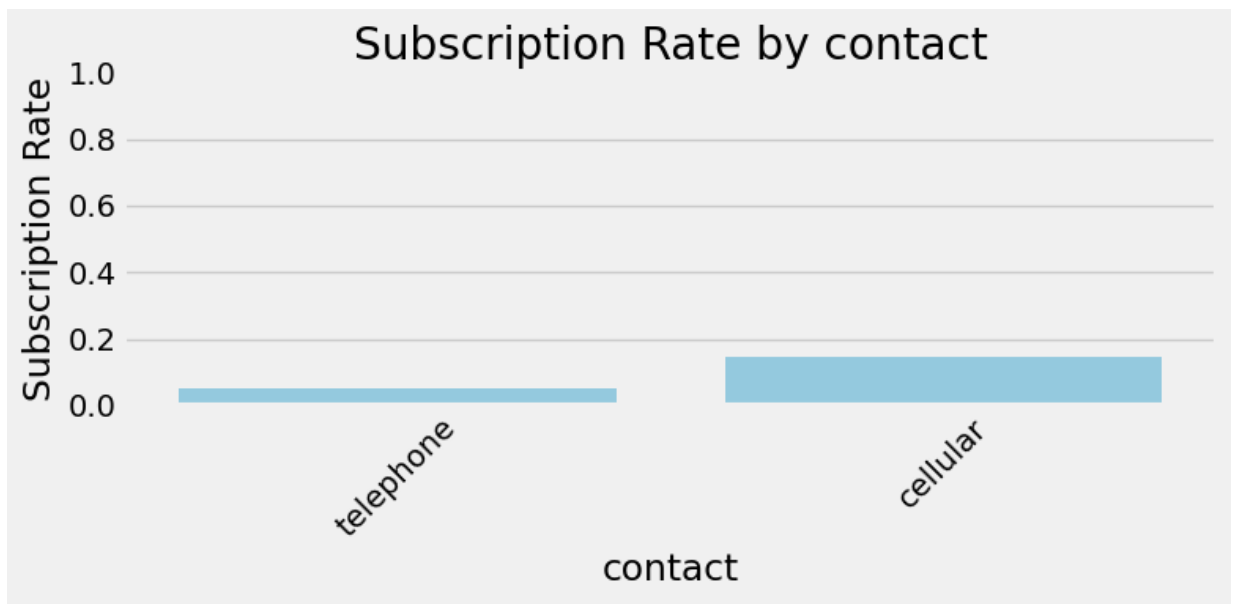 Subscription Rate by contact
Subscription Rate
1.0
0.8
0.6
0.4
0.2
0.0
telephone
cellular
contact